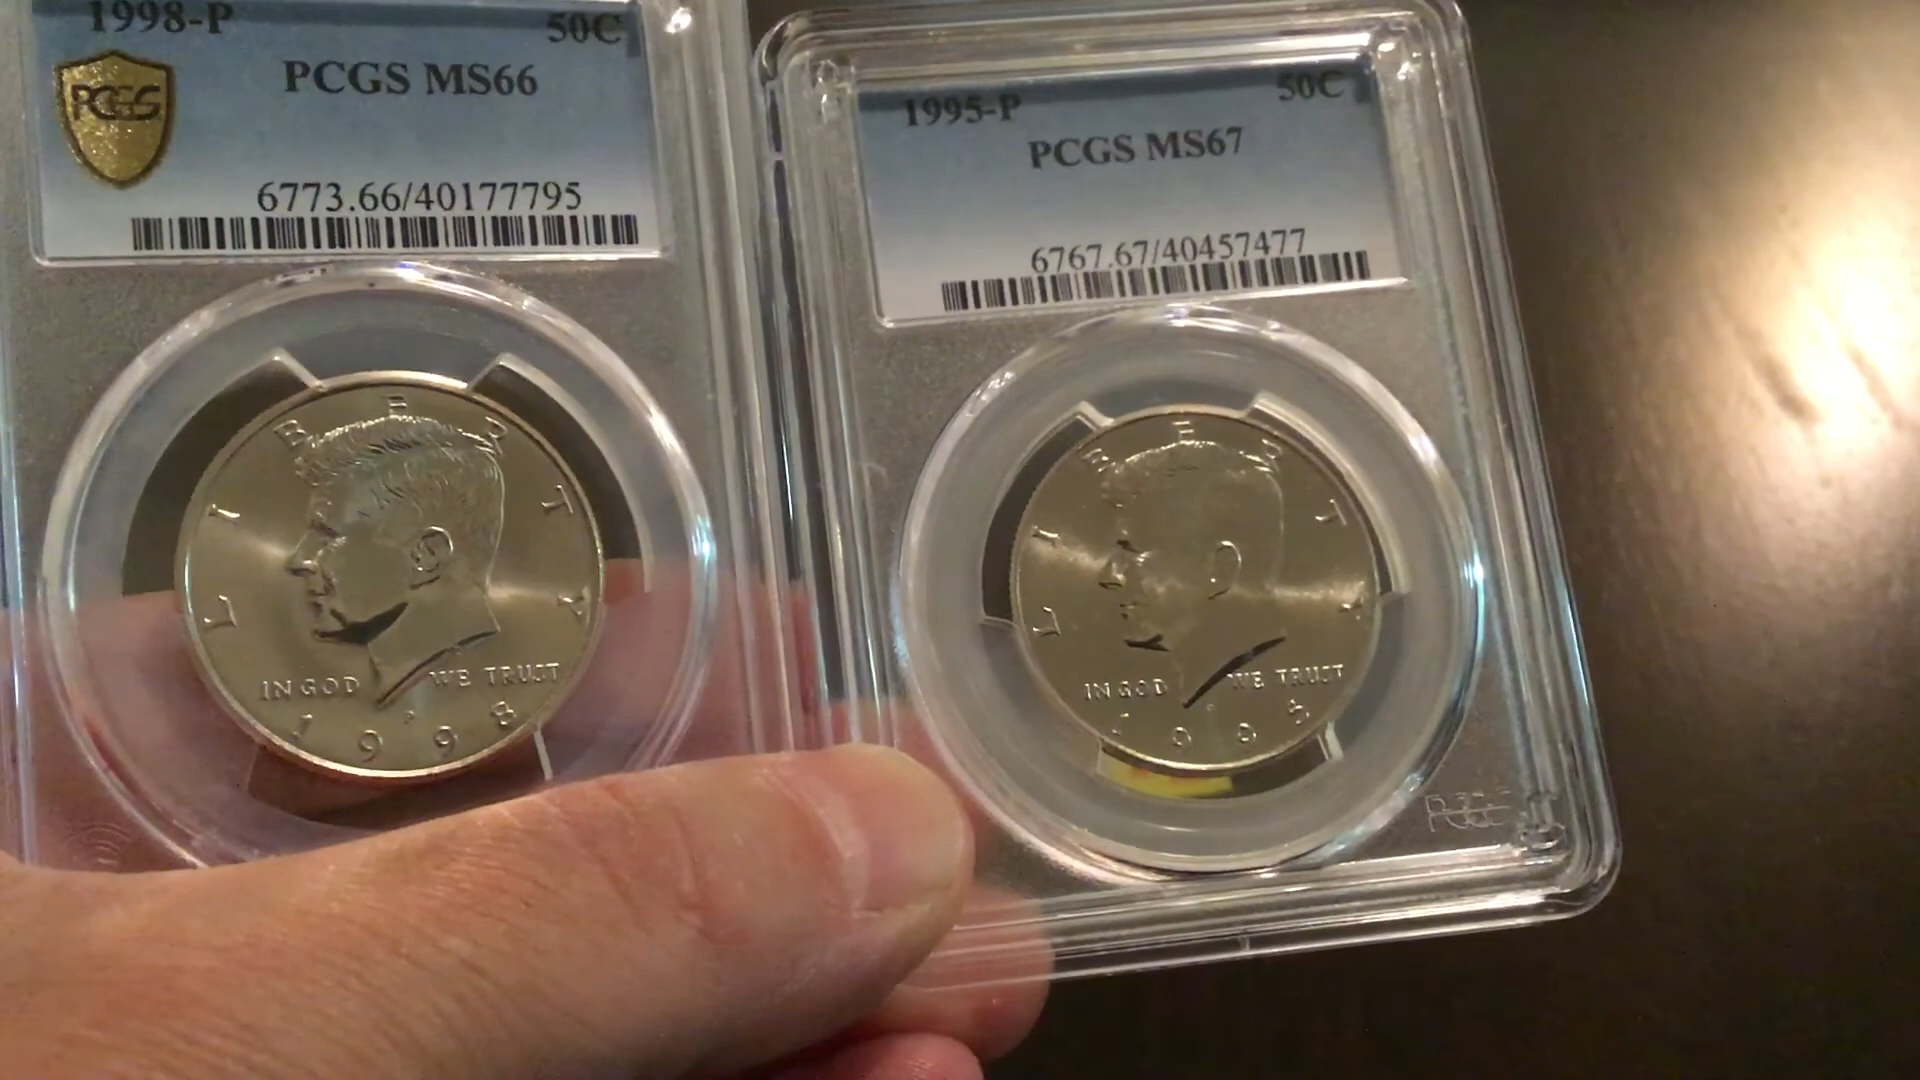 1998-P 50C
PCGS MS66
PCGS
6773.66/40177795
LIBERTY
IN GOD WE TRUST
P
1998
1995-P 50C
PCGS MS67
6767.67/40457477
LIBERTY
IN GOD WE TRUST
1995
PCGS